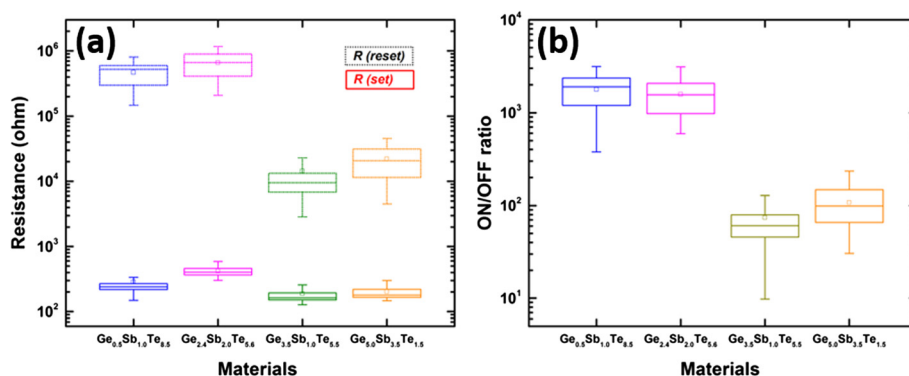 (a)
R (reset)
R (set)
Resistance (ohm)
10⁶
10⁵
10⁴
10³
10²
Ge₀.₅Sb₁.₀Te₈.₅ Ge₂.₄Sb₂.₀Te₅.₆ Ge₃.₅Sb₁.₀Te₅.₅ Ge₅.₀Sb₃.₅Te₁.₅
Materials
(b)
ON/OFF ratio
10⁴
10³
10²
10¹
Ge₀.₅Sb₁.₀Te₈.₅ Ge₂.₄Sb₂.₀Te₅.₆ Ge₃.₅Sb₁.₀Te₅.₅ Ge₅.₀Sb₃.₅Te₁.₅
Materials